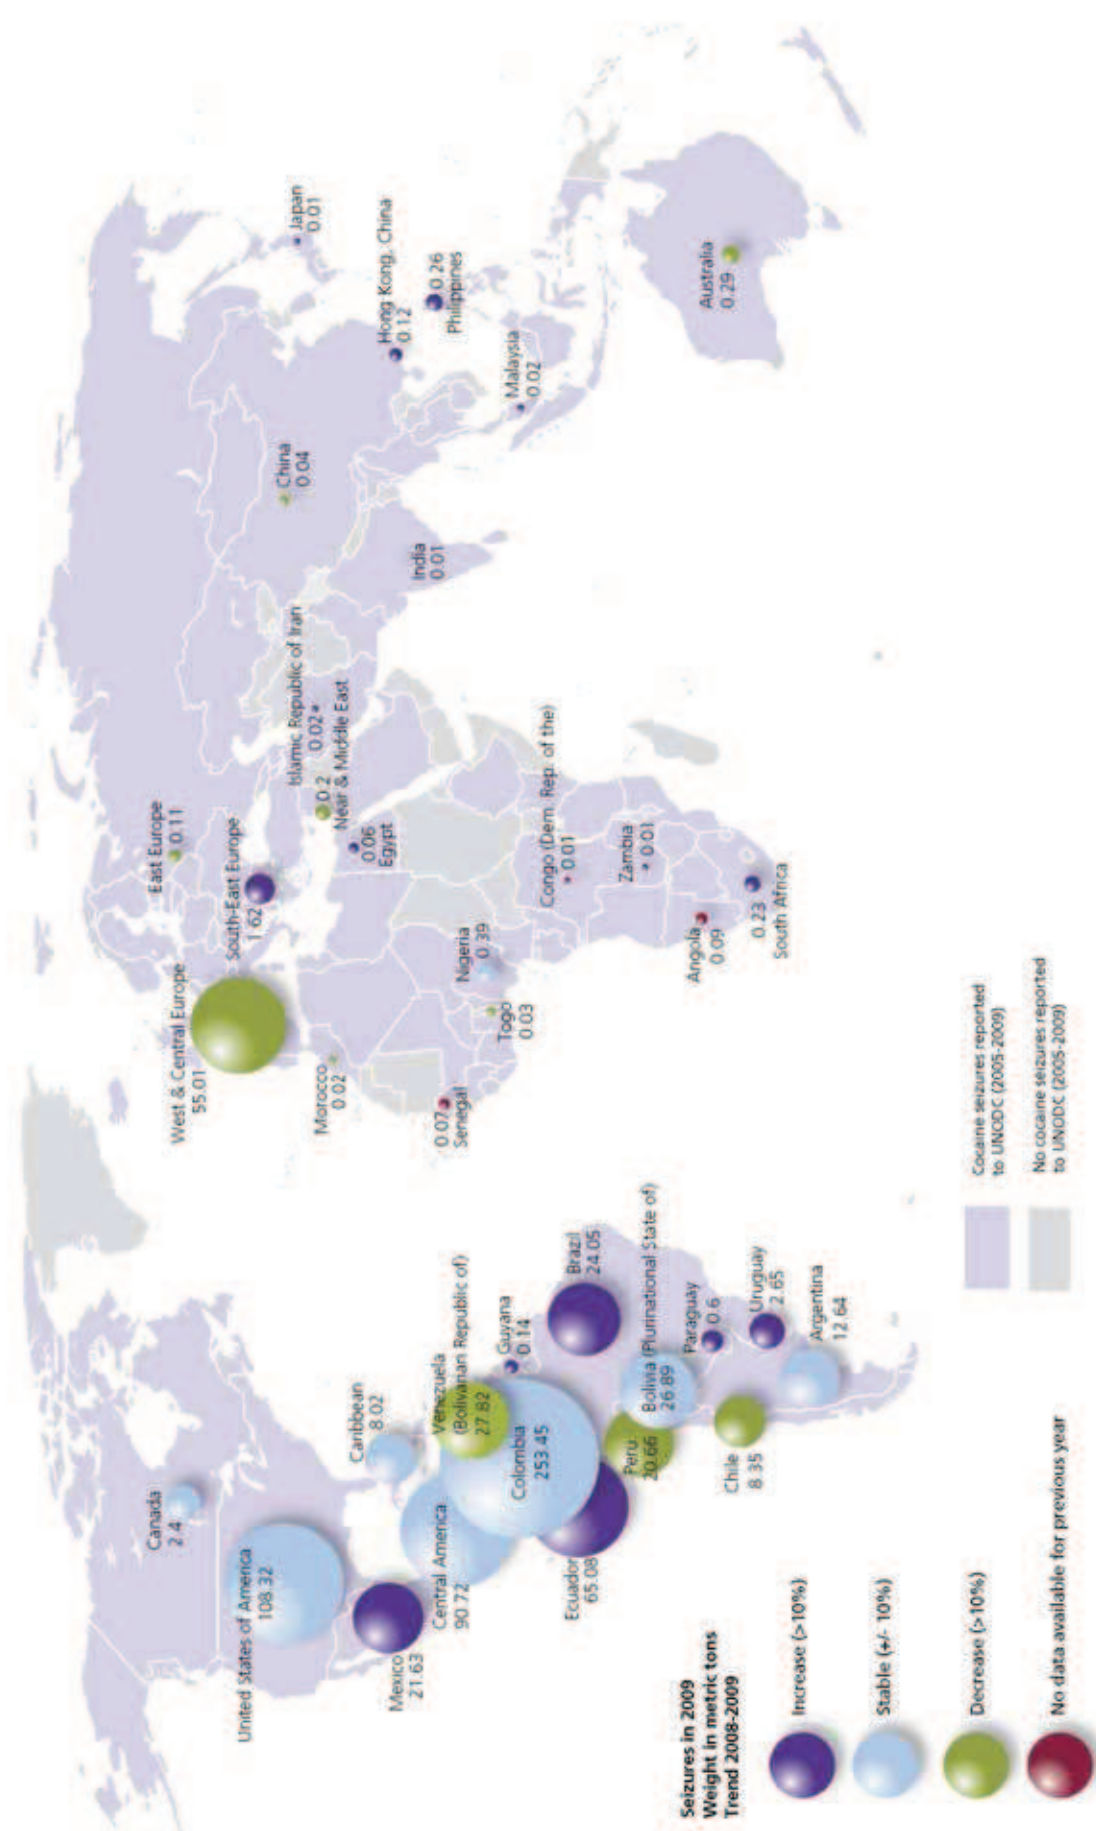 Canada
2.4
United States of America
108.32
Mexico
21.63
Caribbean
8.02
Central America
90.72
Venezuela
(Bolivarian Republic of)
27.82
Colombia
253.45
Guyana
0.14
Ecuador
65.08
Peru
20.66
Brazil
24.05
Bolivia (Plurinational State of)
26.89
Paraguay
0.6
Chile
8.35
Uruguay
2.65
Argentina
12.64
West & Central Europe
55.01
East Europe
0.11
South-East Europe
1.62
Morocco
0.02
0.07
Senegal
Togo
0.03
Nigeria
0.39
0.06
Egypt
Islamic Republic of Iran
0.02
0.2
Near & Middle East
Congo (Dem. Rep. of the)
0.01
Zambia
0.01
Angola
0.09
0.23
South Africa
India
0.01
China
0.04
Japan
0.01
Hong Kong, China
0.12
0.26
Philippines
Malaysia
0.02
Australia
0.29
Seizures in 2009
Weight in metric tons
Trend 2008-2009
Increase (>10%)
Stable (+/- 10%)
Decrease (>10%)
No data available for previous year
Cocaine seizures reported
to UNODC (2005-2009)
No cocaine seizures reported
to UNODC (2005-2009)